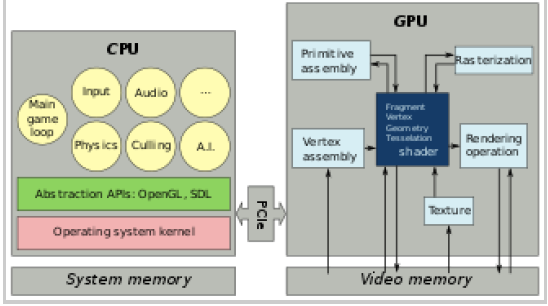 CPU
Main
game
loop
Input
Audio
...
Physics
Culling
A.I.
Abstraction APIs: OpenGL, SDL
Operating system kernel
System memory
PCIe
GPU
Primitive
assembly
Rasterization
Fragment
Vertex
Geometry
Tesselation
shader
Vertex
assembly
Rendering
operation
Texture
Video memory